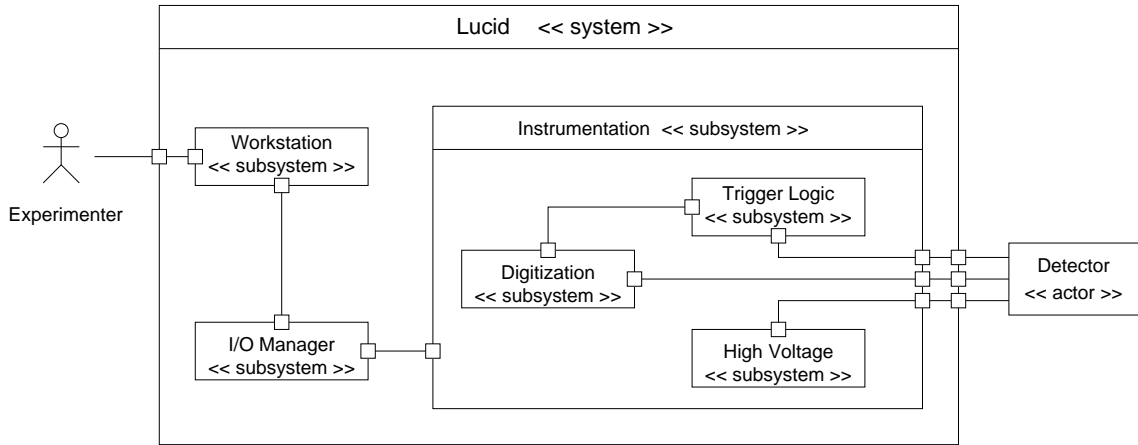 Lucid << system >>
Instrumentation << subsystem >>
Workstation
<< subsystem >>
Experimenter
Trigger Logic
<< subsystem >>
Digitization
<< subsystem >>
Detector
<< actor >>
I/O Manager
<< subsystem >>
High Voltage
<< subsystem >>